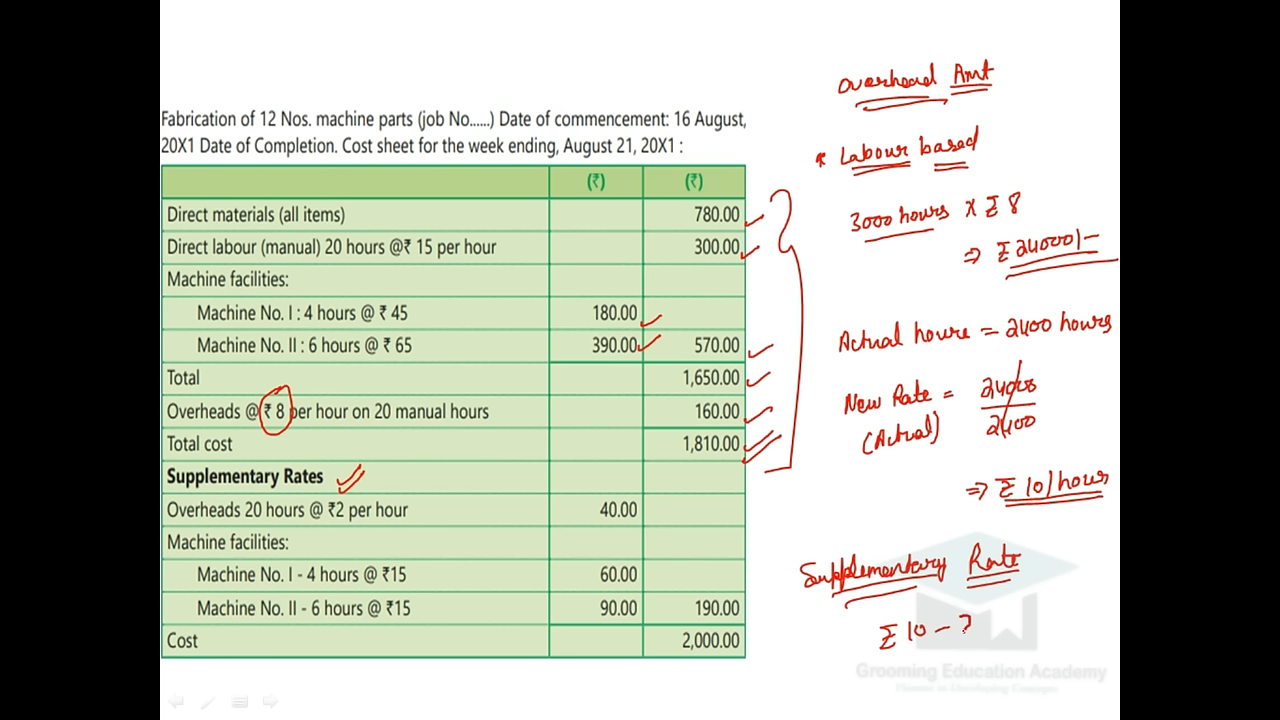 Fabrication of 12 Nos. machine parts (job No......) Date of commencement: 16 August,
20X1 Date of Completion. Cost sheet for the week ending, August 21, 20X1 :
(₹) (₹)
Direct materials (all items) 780.00
Direct labour (manual) 20 hours @₹ 15 per hour 300.00
Machine facilities:
Machine No. I : 4 hours @ ₹ 45 180.00
Machine No. II : 6 hours @ ₹ 65 390.00 570.00
Total 1,650.00
Overheads @ ₹ 8 per hour on 20 manual hours 160.00
Total cost 1,810.00
Supplementary Rates
Overheads 20 hours @ ₹2 per hour 40.00
Machine facilities:
Machine No. I - 4 hours @ ₹15 60.00
Machine No. II - 6 hours @ ₹15 90.00 190.00
Cost 2,000.00
Overhead Amt
* Labour based
3000 hours × ₹ 8
⇒ ₹ 24000/-
Actual hours = 2400 hours
New Rate = 24000
(Actual) 2400
⇒ ₹ 10/hour
Supplementary Rate
₹ 10 -
Grooming Education Academy